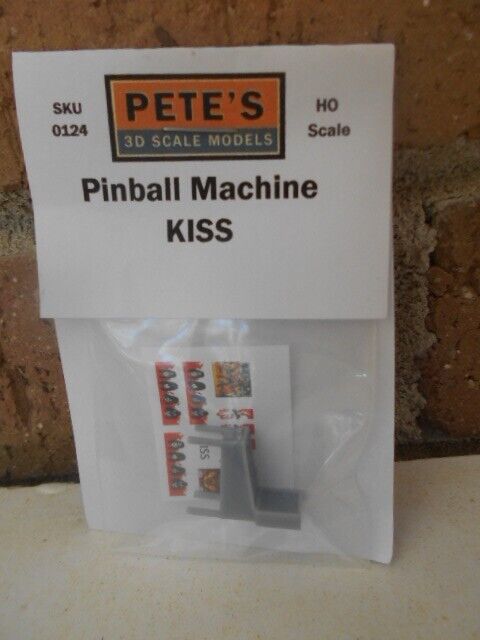 SKU
0124
PETE'S
3D SCALE MODELS
HO
Scale
Pinball Machine
KISS